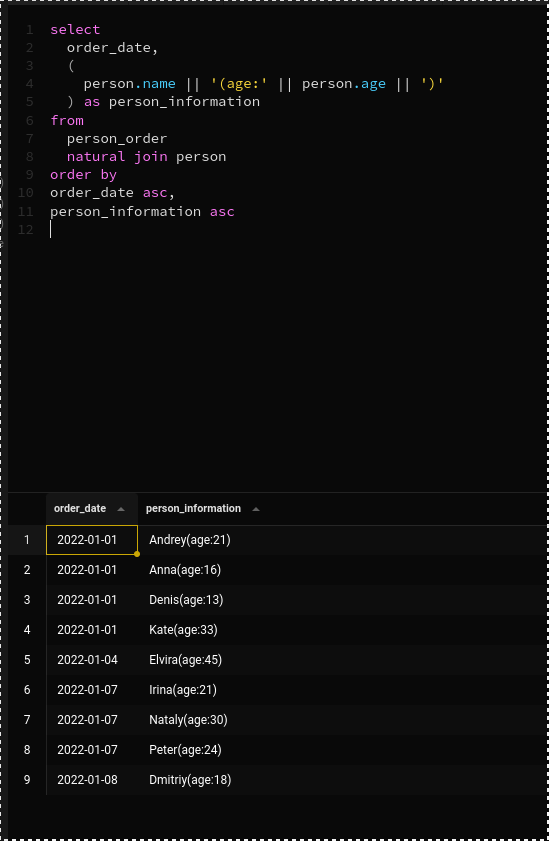 1 select
2 order_date,
3 (
4 person.name || '(age:' || person.age || ')'
5 ) as person_information
6 from
7 person_order
8 natural join person
9 order by
10 order_date asc,
11 person_information asc
12
order_date person_information
1 2022-01-01 Andrey(age:21)
2 2022-01-01 Anna(age:16)
3 2022-01-01 Denis(age:13)
4 2022-01-01 Kate(age:33)
5 2022-01-04 Elvira(age:45)
6 2022-01-07 Irina(age:21)
7 2022-01-07 Nataly(age:30)
8 2022-01-07 Peter(age:24)
9 2022-01-08 Dmitriy(age:18)